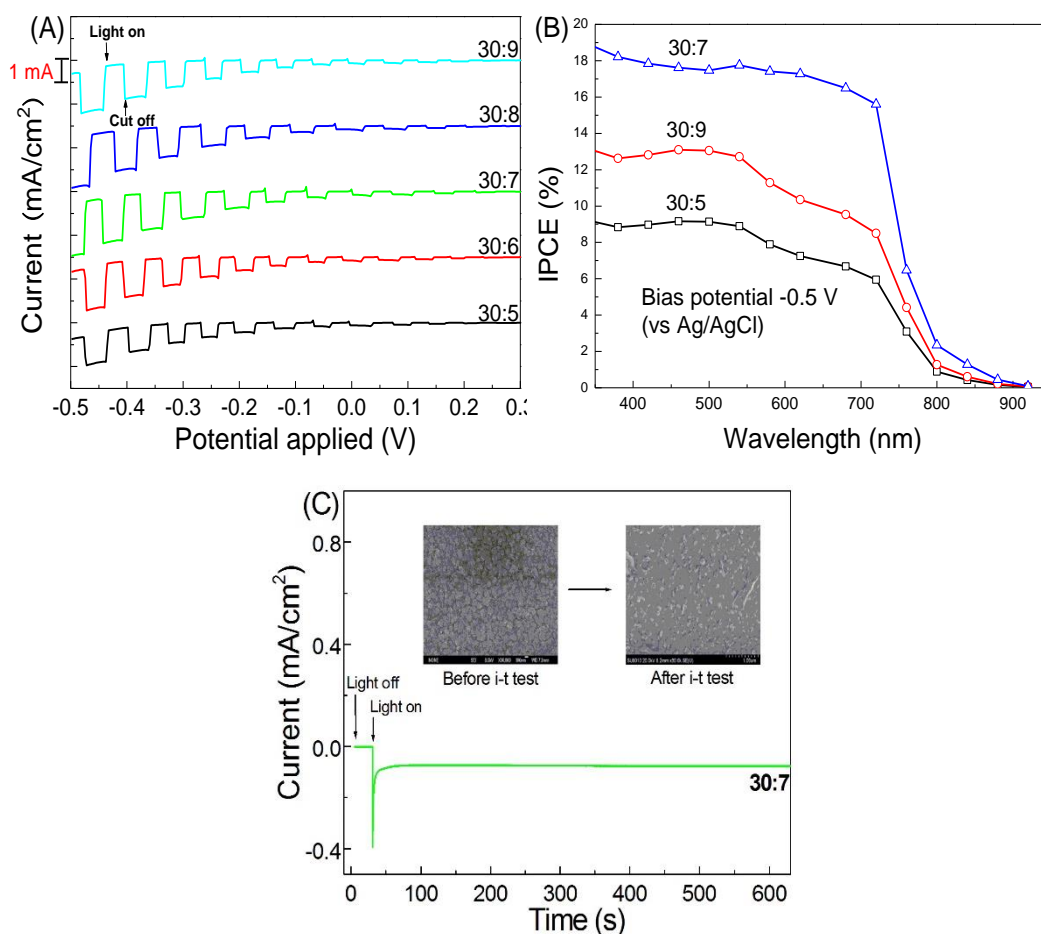 (A)
Light on
30:9
1 mA
Cut off
30:8
30:7
30:6
30:5
Current (mA/cm²)
-0.5 -0.4 -0.3 -0.2 -0.1 0.0 0.1 0.2 0.3
Potential applied (V)
(B)
20
18
16
14
12
10
8
6
4
2
0
IPCE (%)
30:7
30:9
30:5
Bias potential -0.5 V
(vs Ag/AgCl)
400 500 600 700 800 900
Wavelength (nm)
(C)
0.8
0.4
0.0
-0.4
Current (mA/cm²)
Before i-t test
After i-t test
Light off
Light on
30:7
0 100 200 300 400 500 600
Time (s)